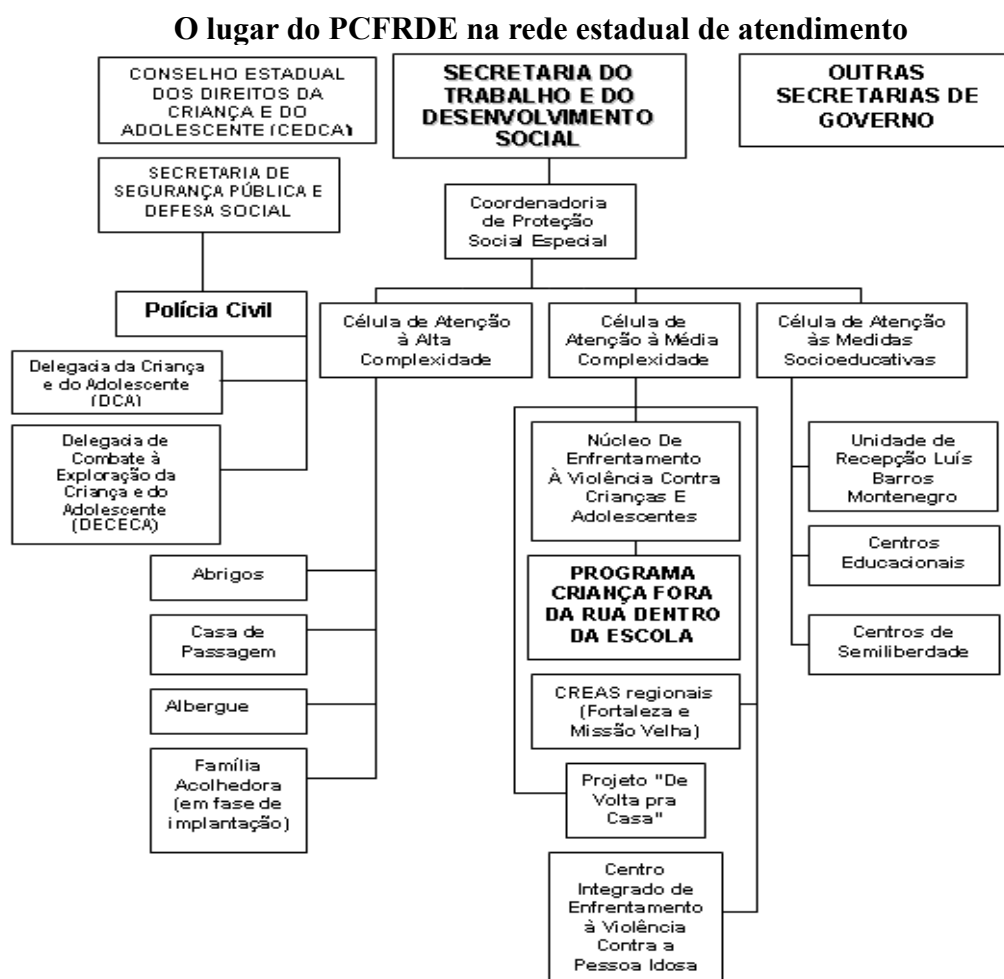 O lugar do PCFRDE na rede estadual de atendimento
CONSELHO ESTADUAL
DOS DIREITOS DA
CRIANÇA E DO
ADOLESCENTE (CEDCA)
SECRETARIA DO
TRABALHO E DO
DESENVOLVIMENTO
SOCIAL
OUTRAS
SECRETARIAS DE
GOVERNO
SECRETARIA DE
SEGURANÇA PÚBLICA E
DEFESA SOCIAL
Coordenadoria
de Proteção
Social Especial
Polícia Civil
Célula de Atenção
à Alta
Complexidade
Célula de
Atenção à Média
Complexidade
Célula de Atenção
às Medidas
Socioeducativas
Delegacia da Criança
e do Adolescente
(DCA)
Delegacia de
Combate à
Exploração da
Criança e do
Adolescente
(DECECA)
Núcleo De
Enfrentamento
À Violência Contra
Crianças E
Adolescentes
Unidade de
Recepção Luís
Barros
Montenegro
Abrigos
PROGRAMA
CRIANÇA FORA
DA RUA DENTRO
DA ESCOLA
Centros
Educacionais
Casa de
Passagem
Centros de
Semiliberdade
Albergue
CREAS regionais
(Fortaleza e
Missão Velha)
Família
Acolhedora
(em fase de
implantação)
Projeto "De
Volta pra
Casa"
Centro
Integrado de
Enfrentamento
à Violência
Contra a
Pessoa Idosa